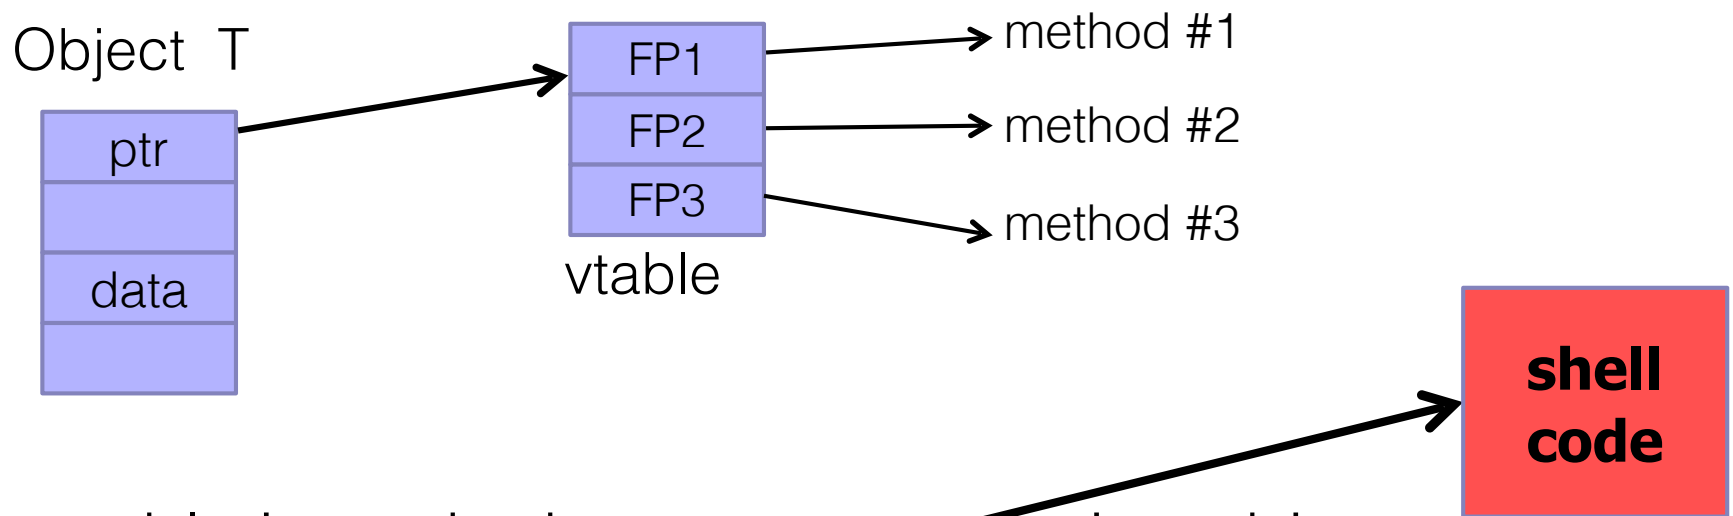 Object T
ptr
data
FP1
FP2
FP3
vtable
method #1
method #2
method #3
shell
code